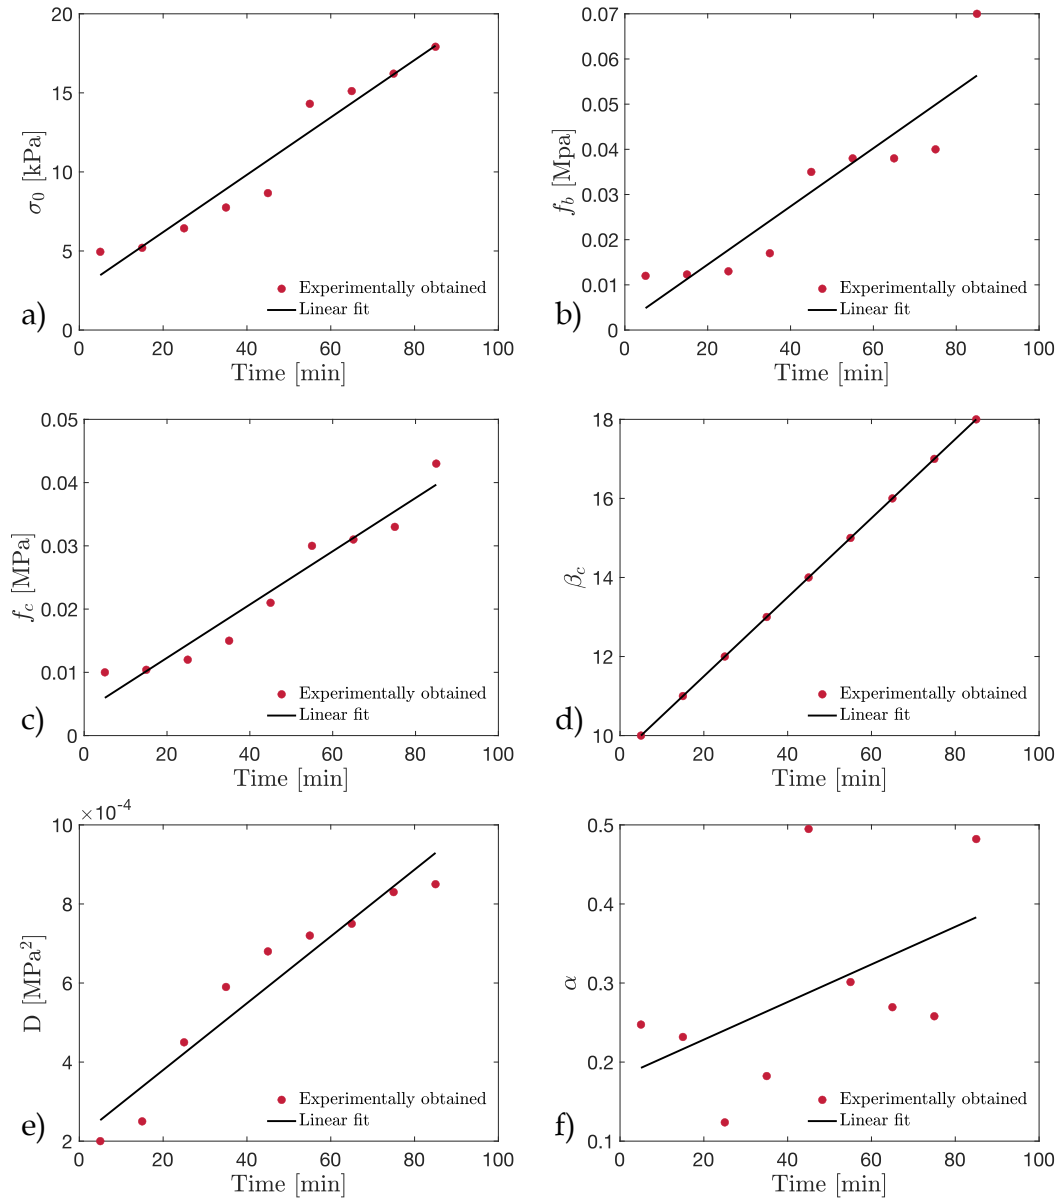 20
15
10
5
0
0 20 40 60 80 100
σ₀ [kPa]
Time [min]
Experimentally obtained
Linear fit
a)
0.07
0.06
0.05
0.04
0.03
0.02
0.01
0
0 20 40 60 80 100
f_b [Mpa]
Time [min]
Experimentally obtained
Linear fit
b)
0.05
0.04
0.03
0.02
0.01
0
0 20 40 60 80 100
f_c [MPa]
Time [min]
Experimentally obtained
Linear fit
c)
18
16
14
12
10
0 20 40 60 80 100
β_c
Time [min]
Experimentally obtained
Linear fit
d)
×10⁻⁴
10
8
6
4
2
0 20 40 60 80 100
D [MPa²]
Time [min]
Experimentally obtained
Linear fit
e)
0.5
0.4
0.3
0.2
0.1
0 20 40 60 80 100
α
Time [min]
Experimentally obtained
Linear fit
f)